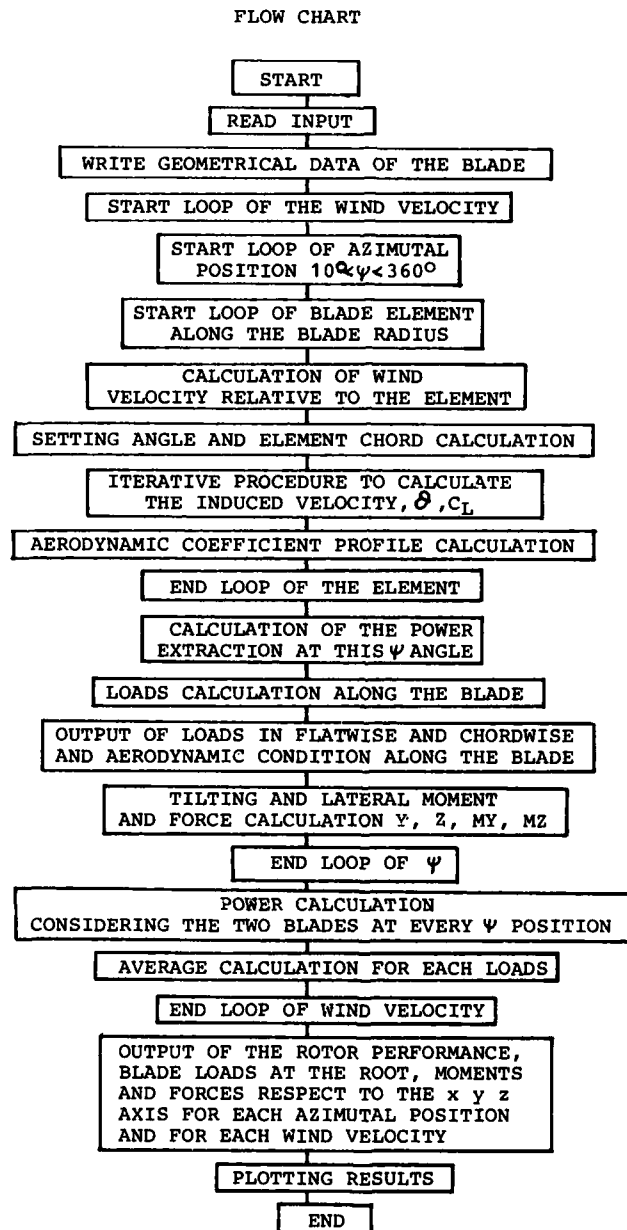 FLOW CHART
START
READ INPUT
WRITE GEOMETRICAL DATA OF THE BLADE
START LOOP OF THE WIND VELOCITY
START LOOP OF AZIMUTAL
POSITION 10°<ψ<360°
START LOOP OF BLADE ELEMENT
ALONG THE BLADE RADIUS
CALCULATION OF WIND
VELOCITY RELATIVE TO THE ELEMENT
SETTING ANGLE AND ELEMENT CHORD CALCULATION
ITERATIVE PROCEDURE TO CALCULATE
THE INDUCED VELOCITY, ϑ, CL
AERODYNAMIC COEFFICIENT PROFILE CALCULATION
END LOOP OF THE ELEMENT
CALCULATION OF THE POWER
EXTRACTION AT THIS ψ ANGLE
LOADS CALCULATION ALONG THE BLADE
OUTPUT OF LOADS IN FLATWISE AND CHORDWISE
AND AERODYNAMIC CONDITION ALONG THE BLADE
TILTING AND LATERAL MOMENT
AND FORCE CALCULATION Y, Z, MY, MZ
END LOOP OF ψ
POWER CALCULATION
CONSIDERING THE TWO BLADES AT EVERY ψ POSITION
AVERAGE CALCULATION FOR EACH LOADS
END LOOP OF WIND VELOCITY
OUTPUT OF THE ROTOR PERFORMANCE,
BLADE LOADS AT THE ROOT, MOMENTS
AND FORCES RESPECT TO THE x y z
AXIS FOR EACH AZIMUTAL POSITION
AND FOR EACH WIND VELOCITY
PLOTTING RESULTS
END